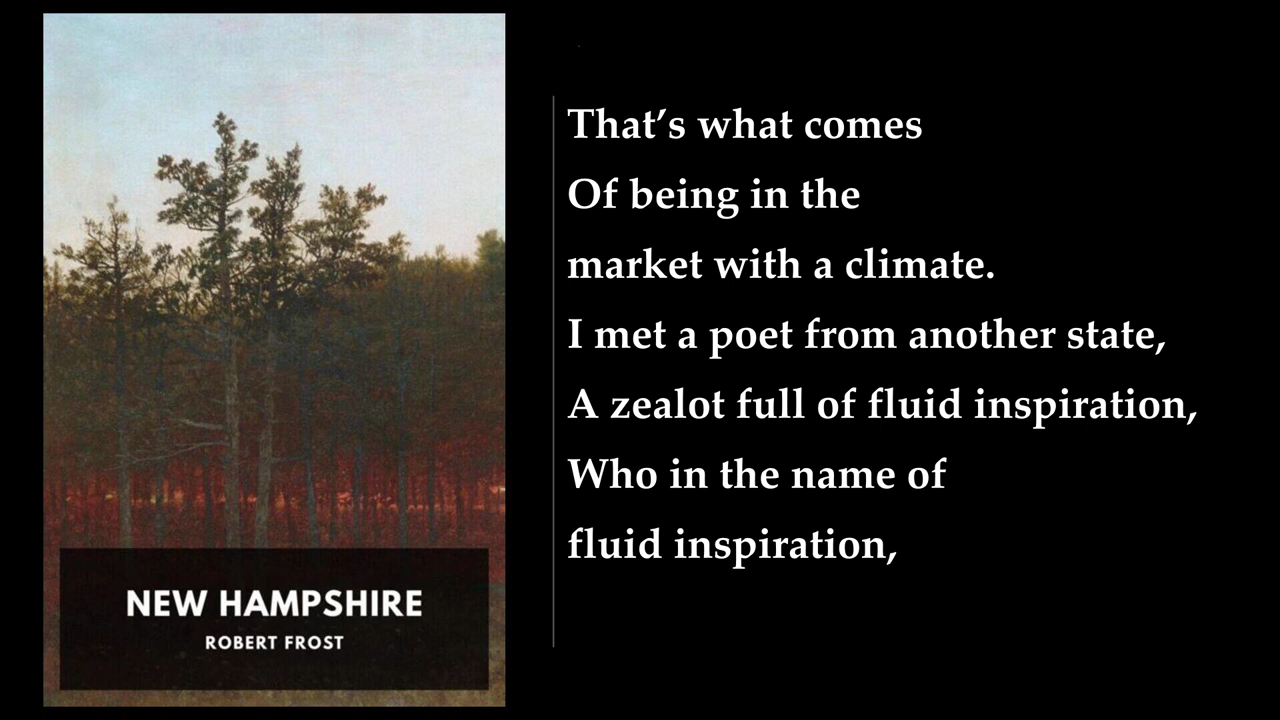 NEW HAMPSHIRE
ROBERT FROST
That’s what comes
Of being in the
market with a climate.
I met a poet from another state,
A zealot full of fluid inspiration,
Who in the name of
fluid inspiration,